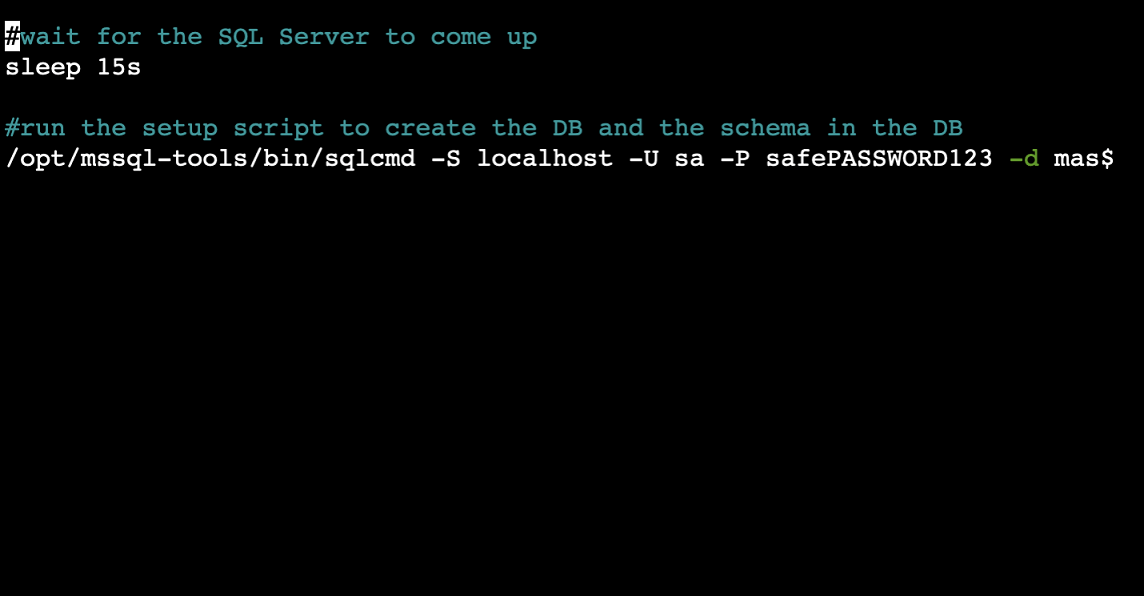 #wait for the SQL Server to come up
sleep 15s
#run the setup script to create the DB and the schema in the DB
/opt/mssql-tools/bin/sqlcmd -S localhost -U sa -P safePASSWORD123 -d mas$